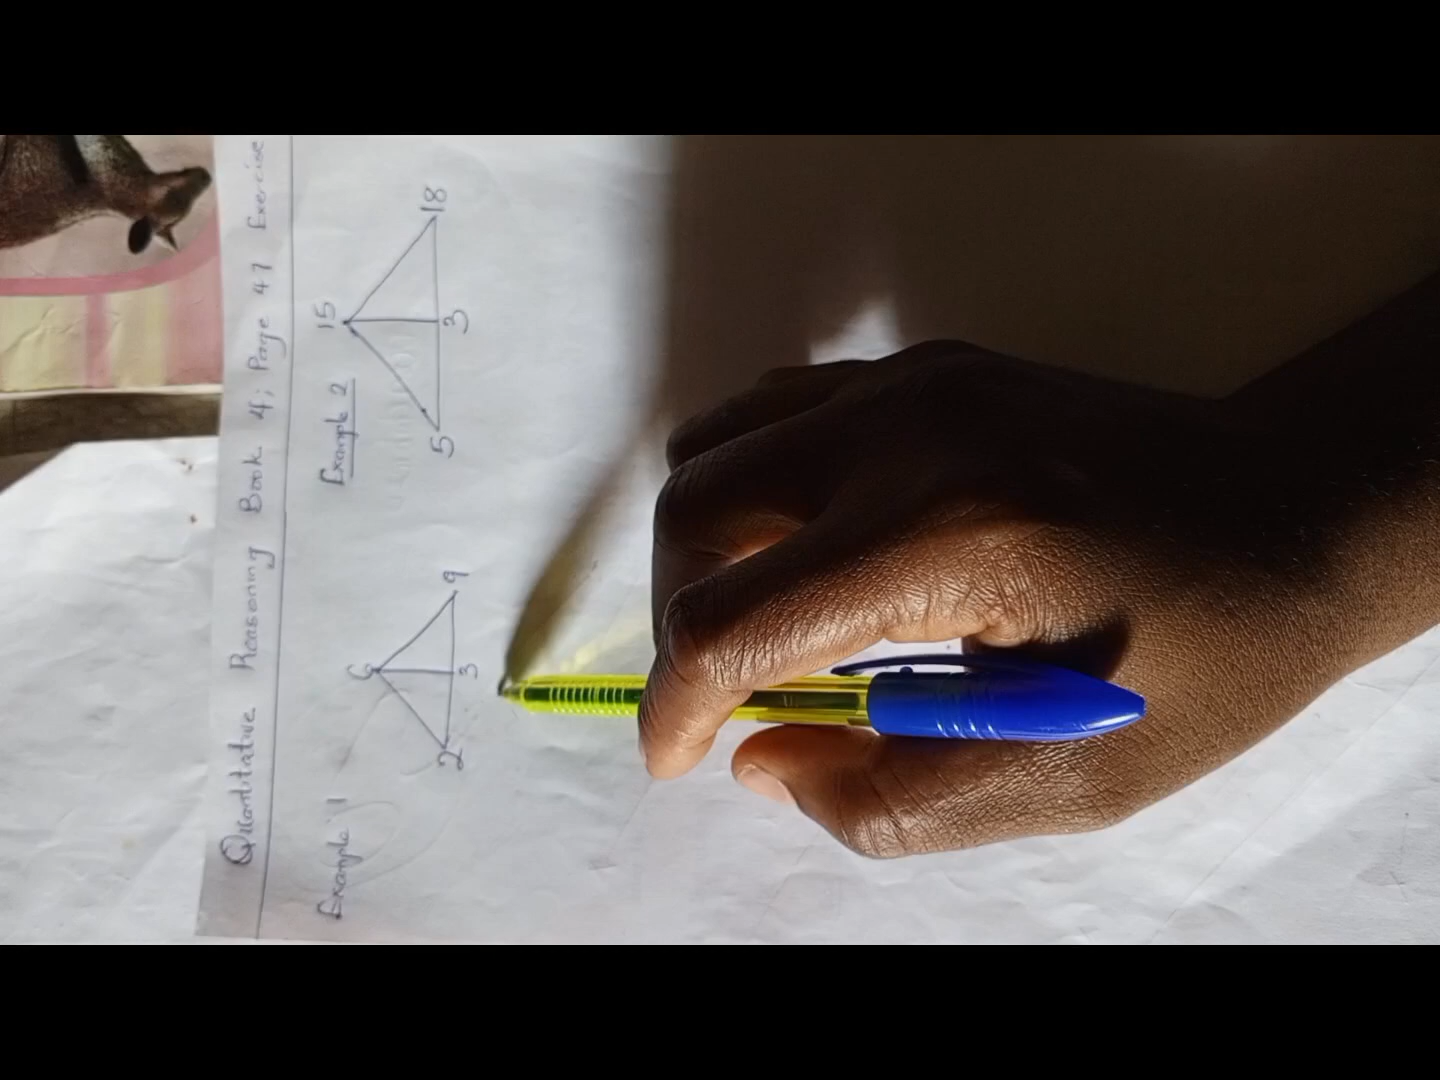 Quantitative Reasoning Book 4; Page 47 Exercise
Example 1
6
2 3 9
Example 2
15
5 3 18